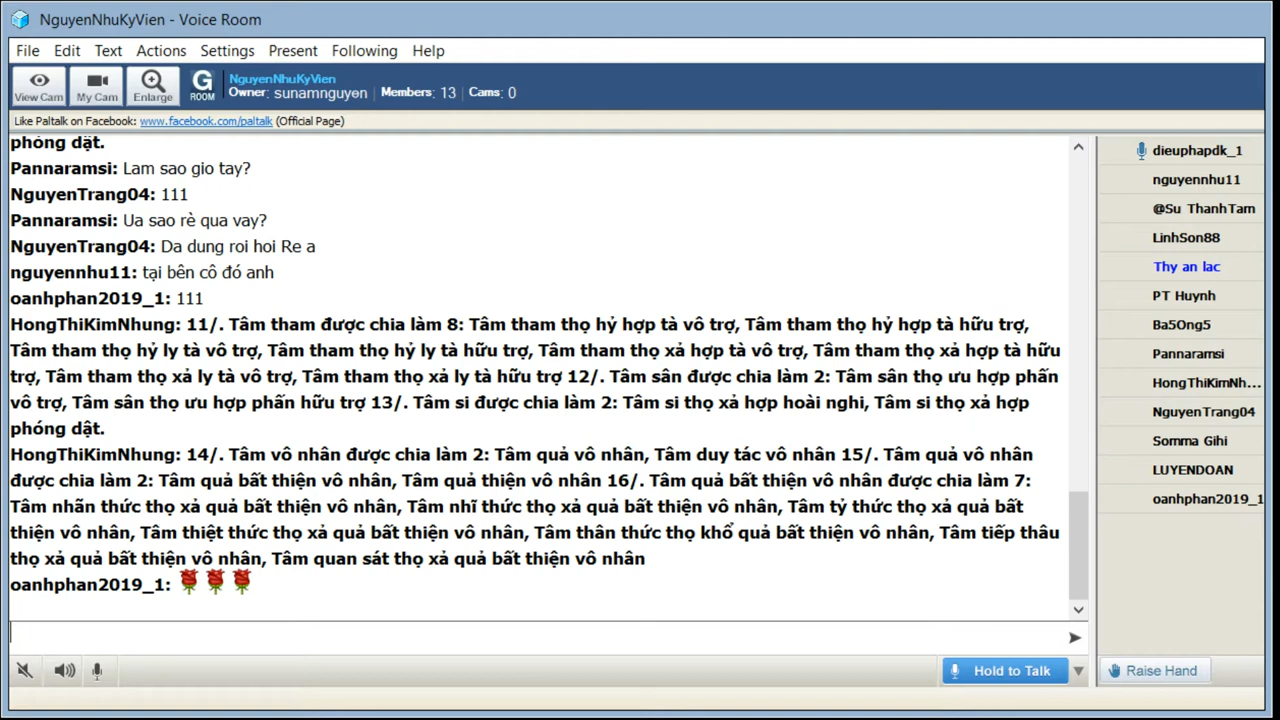 NguyenNhuKyVien - Voice Room
File Edit Text Actions Settings Present Following Help
View Cam
My Cam
Enlarge
G
ROOM
NguyenNhuKyVien
Owner: sunamnguyen | Members: 13 | Cams: 0
Like Paltalk on Facebook: www.facebook.com/paltalk (Official Page)
phóng dật.
Pannaramsi: Lam sao gio tay?
NguyenTrang04: 111
Pannaramsi: Ua sao rè qua vay?
NguyenTrang04: Da dung roi hoi Re a
nguyennhu11: tại bên cô đó anh
oanhphan2019_1: 111
HongThiKimNhung: 11/. Tâm tham được chia làm 8: Tâm tham thọ hỷ hợp tà vô trợ, Tâm tham thọ hỷ hợp tà hữu trợ,
Tâm tham thọ hỷ ly tà vô trợ, Tâm tham thọ hỷ ly tà hữu trợ, Tâm tham thọ xả hợp tà vô trợ, Tâm tham thọ xả hợp tà hữu
trợ, Tâm tham thọ xả ly tà vô trợ, Tâm tham thọ xả ly tà hữu trợ 12/. Tâm sân được chia làm 2: Tâm sân thọ ưu hợp phấn
vô trợ, Tâm sân thọ ưu hợp phấn hữu trợ 13/. Tâm si được chia làm 2: Tâm si thọ xả hợp hoài nghi, Tâm si thọ xả hợp
phóng dật.
HongThiKimNhung: 14/. Tâm vô nhân được chia làm 2: Tâm quả vô nhân, Tâm duy tác vô nhân 15/. Tâm quả vô nhân
được chia làm 2: Tâm quả bất thiện vô nhân, Tâm quả thiện vô nhân 16/. Tâm quả bất thiện vô nhân được chia làm 7:
Tâm nhãn thức thọ xả quả bất thiện vô nhân, Tâm nhĩ thức thọ xả quả bất thiện vô nhân, Tâm tỷ thức thọ xả quả bất
thiện vô nhân, Tâm thiệt thức thọ xả quả bất thiện vô nhân, Tâm thân thức thọ khổ quả bất thiện vô nhân, Tâm tiếp thâu
thọ xả quả bất thiện vô nhân, Tâm quan sát thọ xả quả bất thiện vô nhân
oanhphan2019_1:
Hold to Talk
dieuphapdk_1
nguyennhu11
@Su ThanhTam
LinhSon88
Thy an lac
PT Huynh
Ba5Ong5
Pannaramsi
HongThiKimNh...
NguyenTrang04
Somma Gihi
LUYENDOAN
oanhphan2019_1
Raise Hand